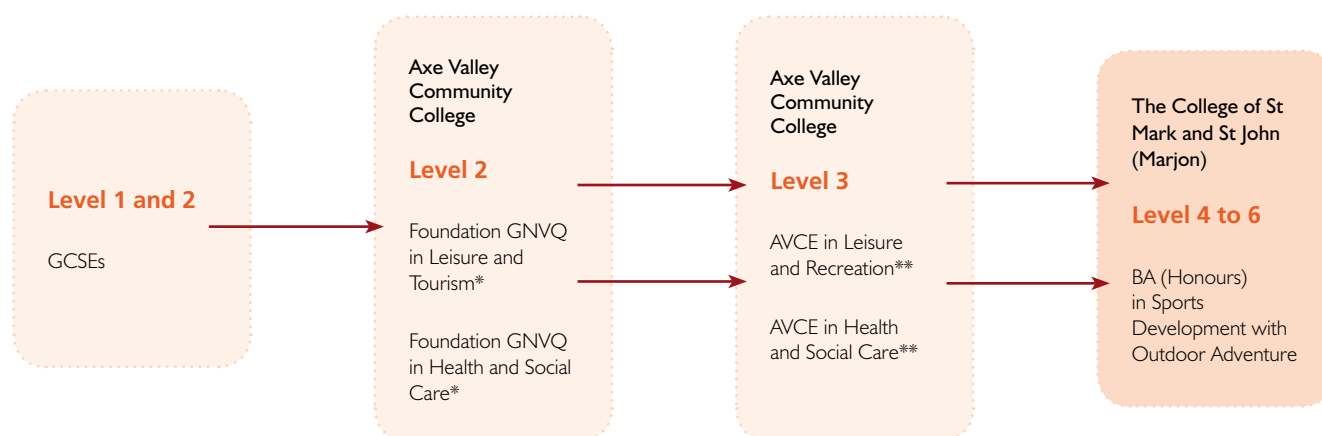 Level 1 and 2
GCSEs
Axe Valley
Community
College
Level 2
Foundation GNVQ
in Leisure and
Tourism*
Foundation GNVQ
in Health and Social
Care*
Axe Valley
Community
College
Level 3
AVCE in Leisure
and Recreation**
AVCE in Health
and Social Care**
The College of St
Mark and St John
(Marjon)
Level 4 to 6
BA (Honours)
in Sports
Development with
Outdoor Adventure